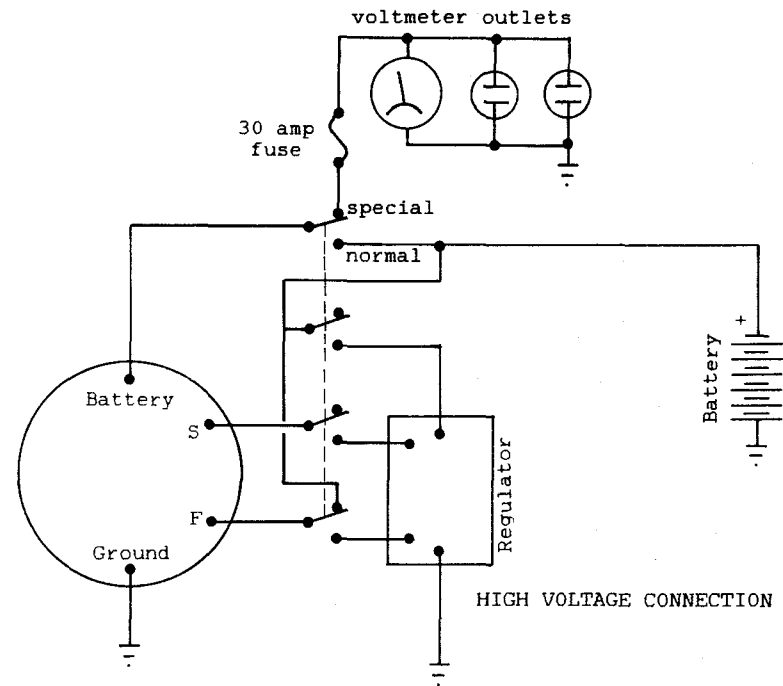 voltmeter outlets
30 amp
fuse
special
normal
+
Battery
Battery
S
F
Ground
Regulator
HIGH VOLTAGE CONNECTION